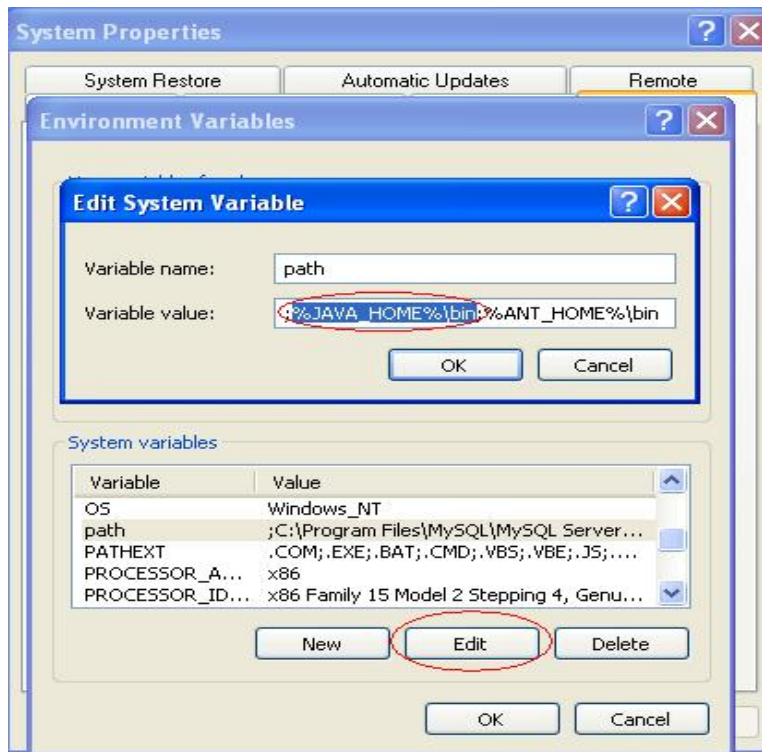 System Properties
System Restore Automatic Updates Remote
Environment Variables
Edit System Variable
Variable name: path
Variable value: ;%JAVA_HOME%\bin;%ANT_HOME%\bin
OK Cancel
System variables
Variable Value
OS Windows_NT
path ;C:\Program Files\MySQL\MySQL Server...
PATHEXT .COM;.EXE;.BAT;.CMD;.VBS;.VBE;.JS;....
PROCESSOR_A... x86
PROCESSOR_ID... x86 Family 15 Model 2 Stepping 4, Genu...
New Edit Delete
OK Cancel